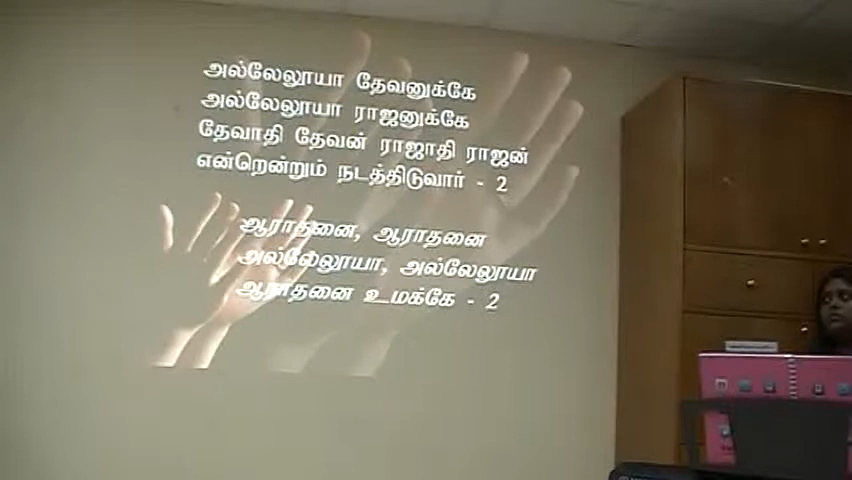 அல்லேலூயா தேவனுக்கே
அல்லேலூயா ராஜனுக்கே
தேவாதி தேவன் ராஜாதி ராஜன்
என்றென்றும் நடத்திடுவார் - 2
ஆராதனை, ஆராதனை
அல்லேலூயா, அல்லேலூயா
ஆராதனை உமக்கே - 2